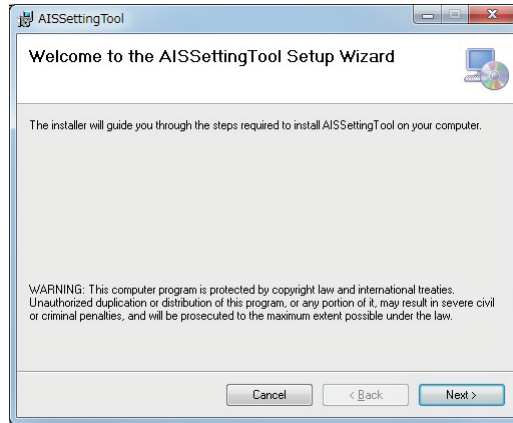 AISSettingTool
Welcome to the AISSettingTool Setup Wizard
The installer will guide you through the steps required to install AISSettingTool on your computer.
WARNING: This computer program is protected by copyright law and international treaties.
Unauthorized duplication or distribution of this program, or any portion of it, may result in severe civil
or criminal penalties, and will be prosecuted to the maximum extent possible under the law.
Cancel
< Back
Next >